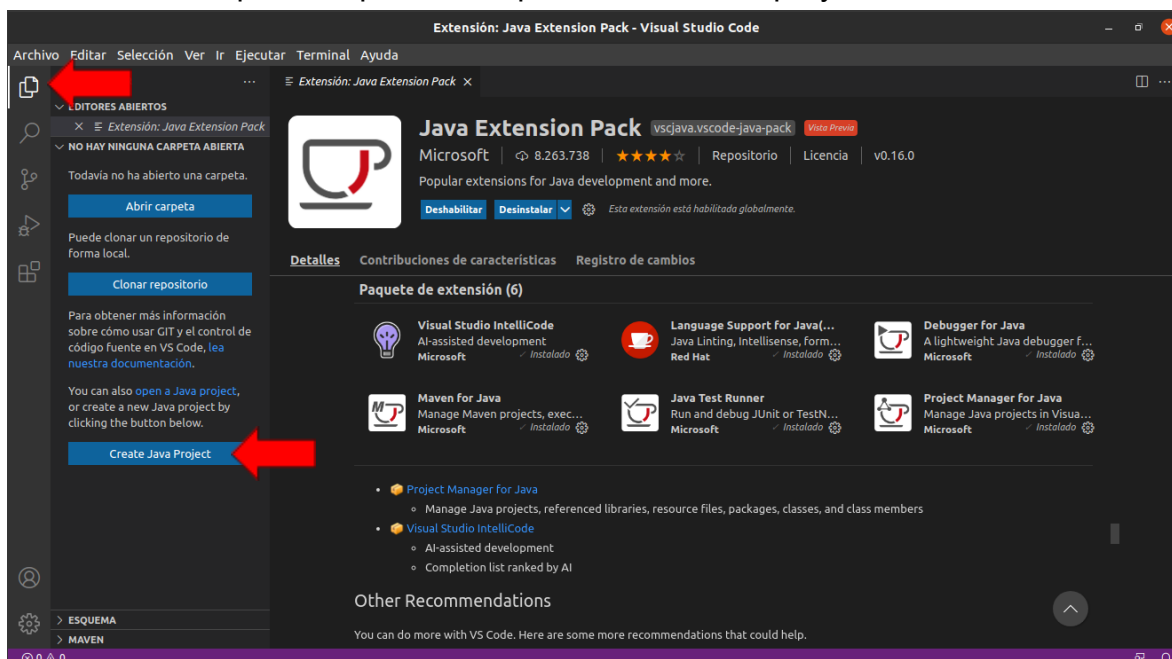 Extensión: Java Extension Pack - Visual Studio Code
Archivo Editar Selección Ver Ir Ejecutar Terminal Ayuda
Extensión: Java Extension Pack
EDITORES ABIERTOS
Extensión: Java Extension Pack
NO HAY NINGUNA CARPETA ABIERTA
Todavía no ha abierto una carpeta.
Abrir carpeta
Puede clonar un repositorio de
forma local.
Clonar repositorio
Para obtener más información
sobre cómo usar GIT y el control de
código fuente en VS Code, lea
nuestra documentación.
You can also open a Java project,
or create a new Java project by
clicking the button below.
Create Java Project
ESQUEMA
MAVEN
Java Extension Pack vscjava.vscode-java-pack Vista Previa
Microsoft 8.263.738 Repositorio Licencia v0.16.0
Popular extensions for Java development and more.
Deshabilitar Desinstalar Esta extensión está habilitada globalmente.
Detalles Contribuciones de características Registro de cambios
Paquete de extensión (6)
Visual Studio IntelliCode
AI-assisted development
Microsoft Instalado
Language Support for Java(...
Java Linting, Intellisense, form...
Red Hat Instalado
Debugger for Java
A lightweight Java debugger f...
Microsoft Instalado
Maven for Java
Manage Maven projects, exec...
Microsoft Instalado
Java Test Runner
Run and debug JUnit or TestN...
Microsoft Instalado
Project Manager for Java
Manage Java projects in Visua...
Microsoft Instalado
Project Manager for Java
Manage Java projects, referenced libraries, resource files, packages, classes, and class members
Visual Studio IntelliCode
AI-assisted development
Completion list ranked by AI
Other Recommendations
You can do more with VS Code. Here are some more recommendations that could help.